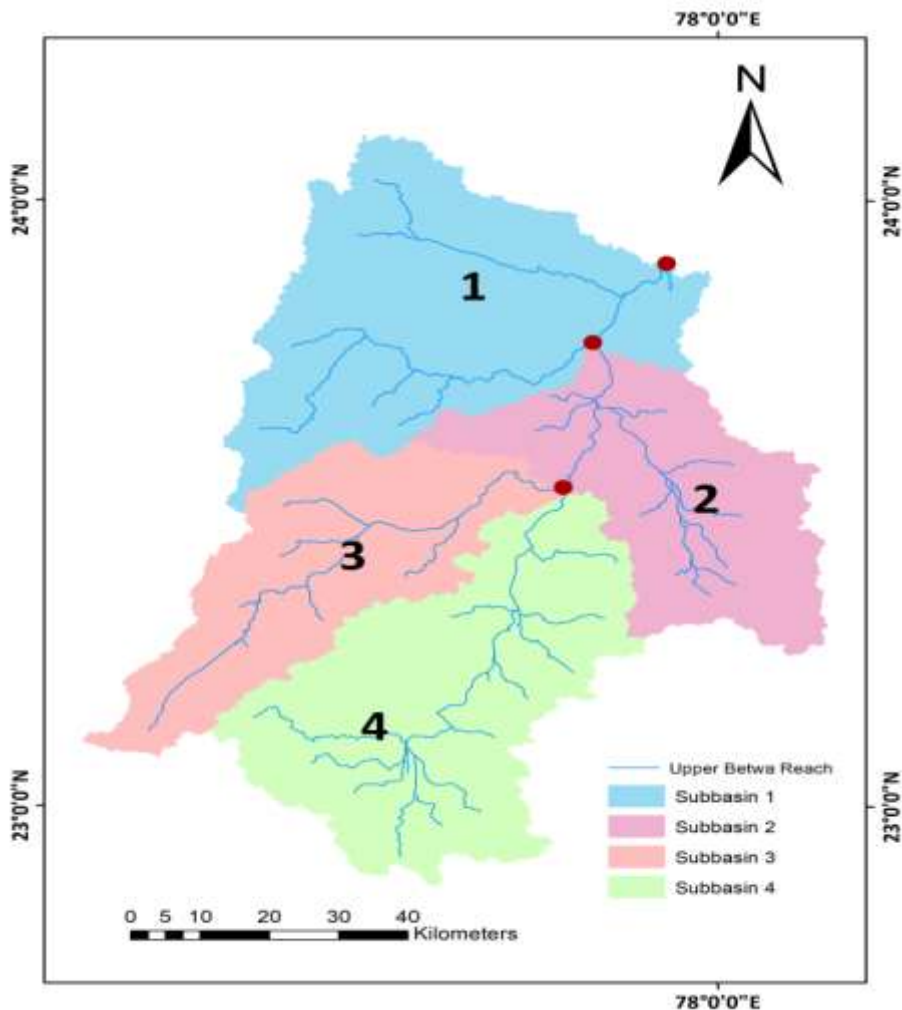 78°0'0"E
N
24°0'0"N
24°0'0"N
1
2
3
4
23°0'0"N
23°0'0"N
Upper Betwa Reach
Subbasin 1
Subbasin 2
Subbasin 3
Subbasin 4
0 5 10 20 30 40
Kilometers
78°0'0"E